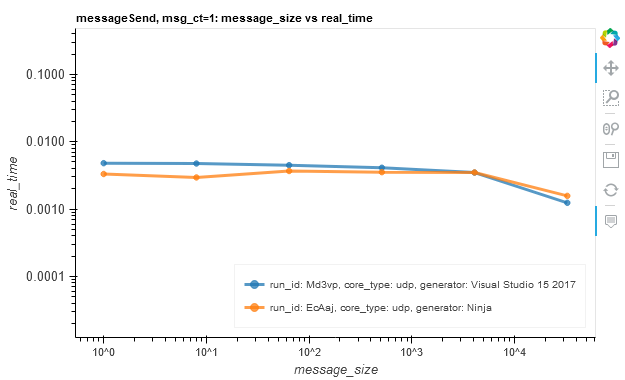 messageSend, msg_ct=1: message_size vs real_time
real_time
0.1000
0.0100
0.0010
0.0001
run_id: Md3vp, core_type: udp, generator: Visual Studio 15 2017
run_id: EcAaj, core_type: udp, generator: Ninja
10^0 10^1 10^2 10^3 10^4
message_size